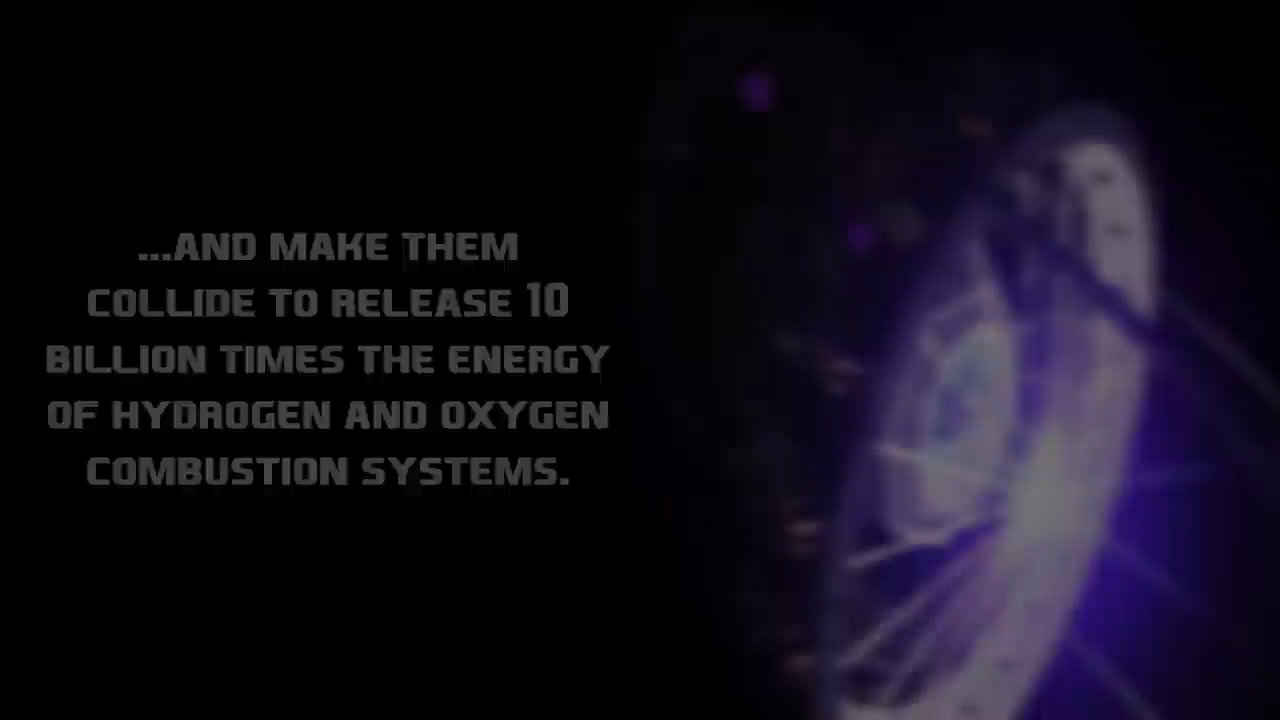 ...AND MAKE THEM
COLLIDE TO RELEASE 10
BILLION TIMES THE ENERGY
OF HYDROGEN AND OXYGEN
COMBUSTION SYSTEMS.